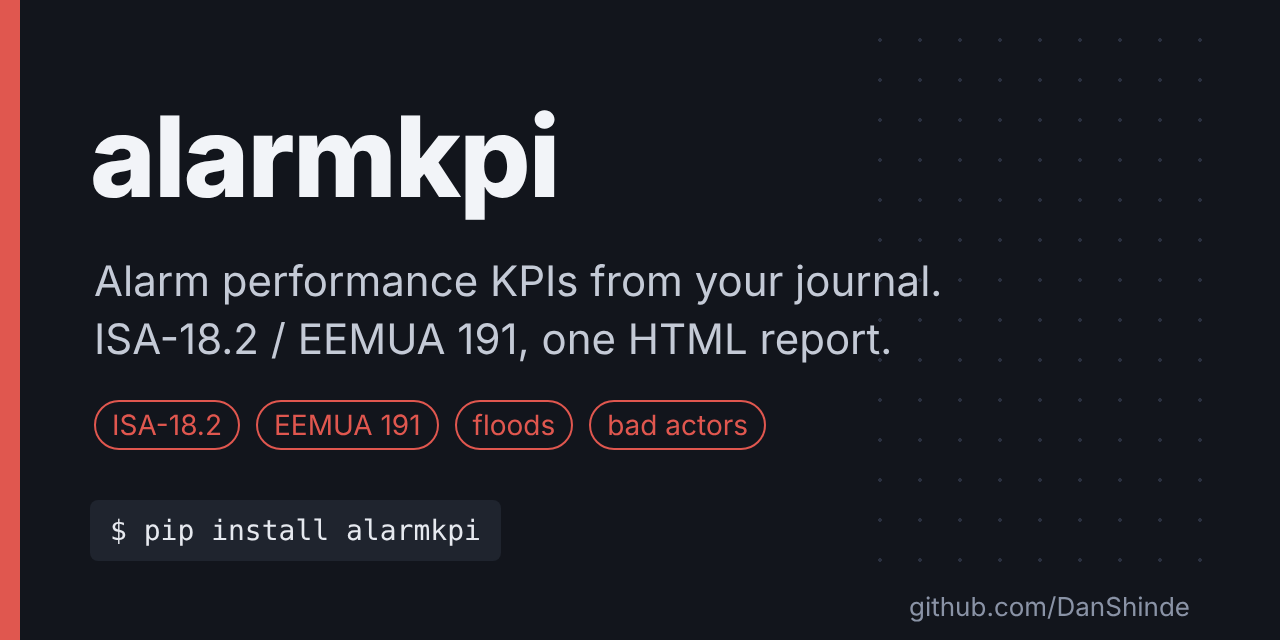 alarmkpi
Alarm performance KPIs from your journal.
ISA-18.2 / EEMUA 191, one HTML report.
ISA-18.2 EEMUA 191 floods bad actors
$ pip install alarmkpi
github.com/DanShinde